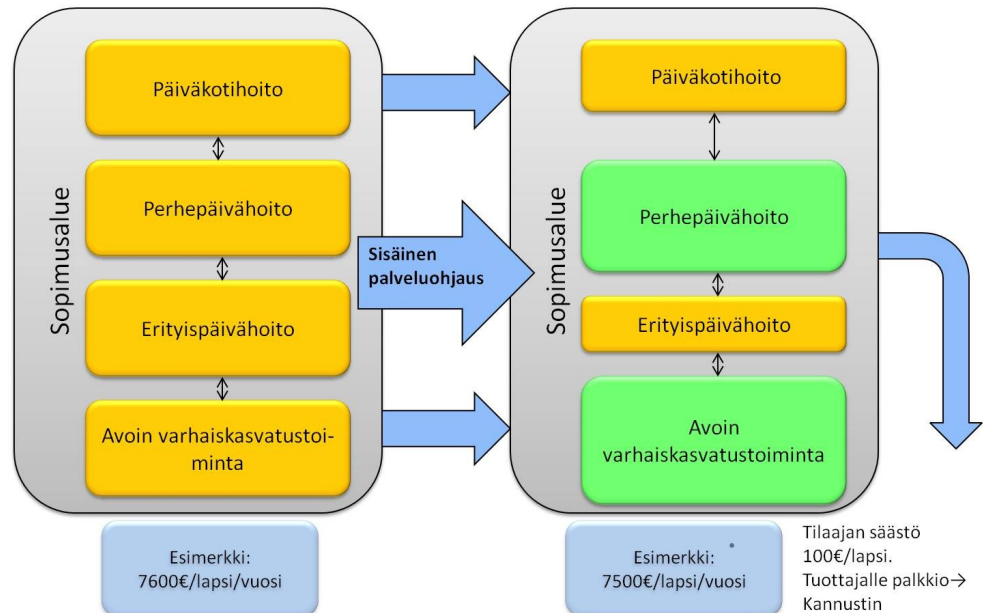 Sopimusalue
Päiväkotihoito
Perhepäivähoito
Erityispäivähoito
Avoin varhaiskasvatustoi-
minta
Esimerkki:
7600€/lapsi/vuosi
Sisäinen
palveluohjaus
Sopimusalue
Päiväkotihoito
Perhepäivähoito
Erityispäivähoito
Avoin
varhaiskasvatustoiminta
Esimerkki:
7500€/lapsi/vuosi
Tilaajan säästö
100€/lapsi.
Tuottajalle palkkio→
Kannustin